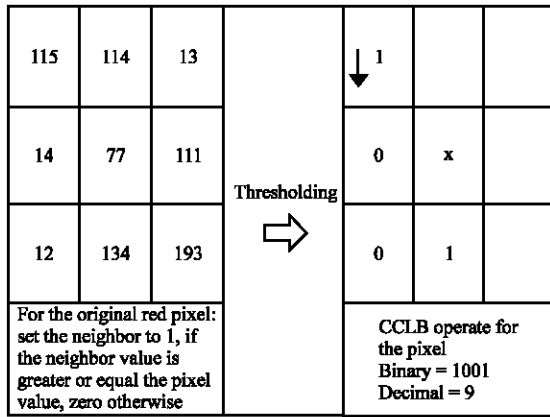 115 114 13
14 77 111
12 134 193
Thresholding
1
0 x
0 1
For the original red pixel:
set the neighbor to 1, if
the neighbor value is
greater or equal the pixel
value, zero otherwise
CCLB operate for
the pixel
Binary = 1001
Decimal = 9